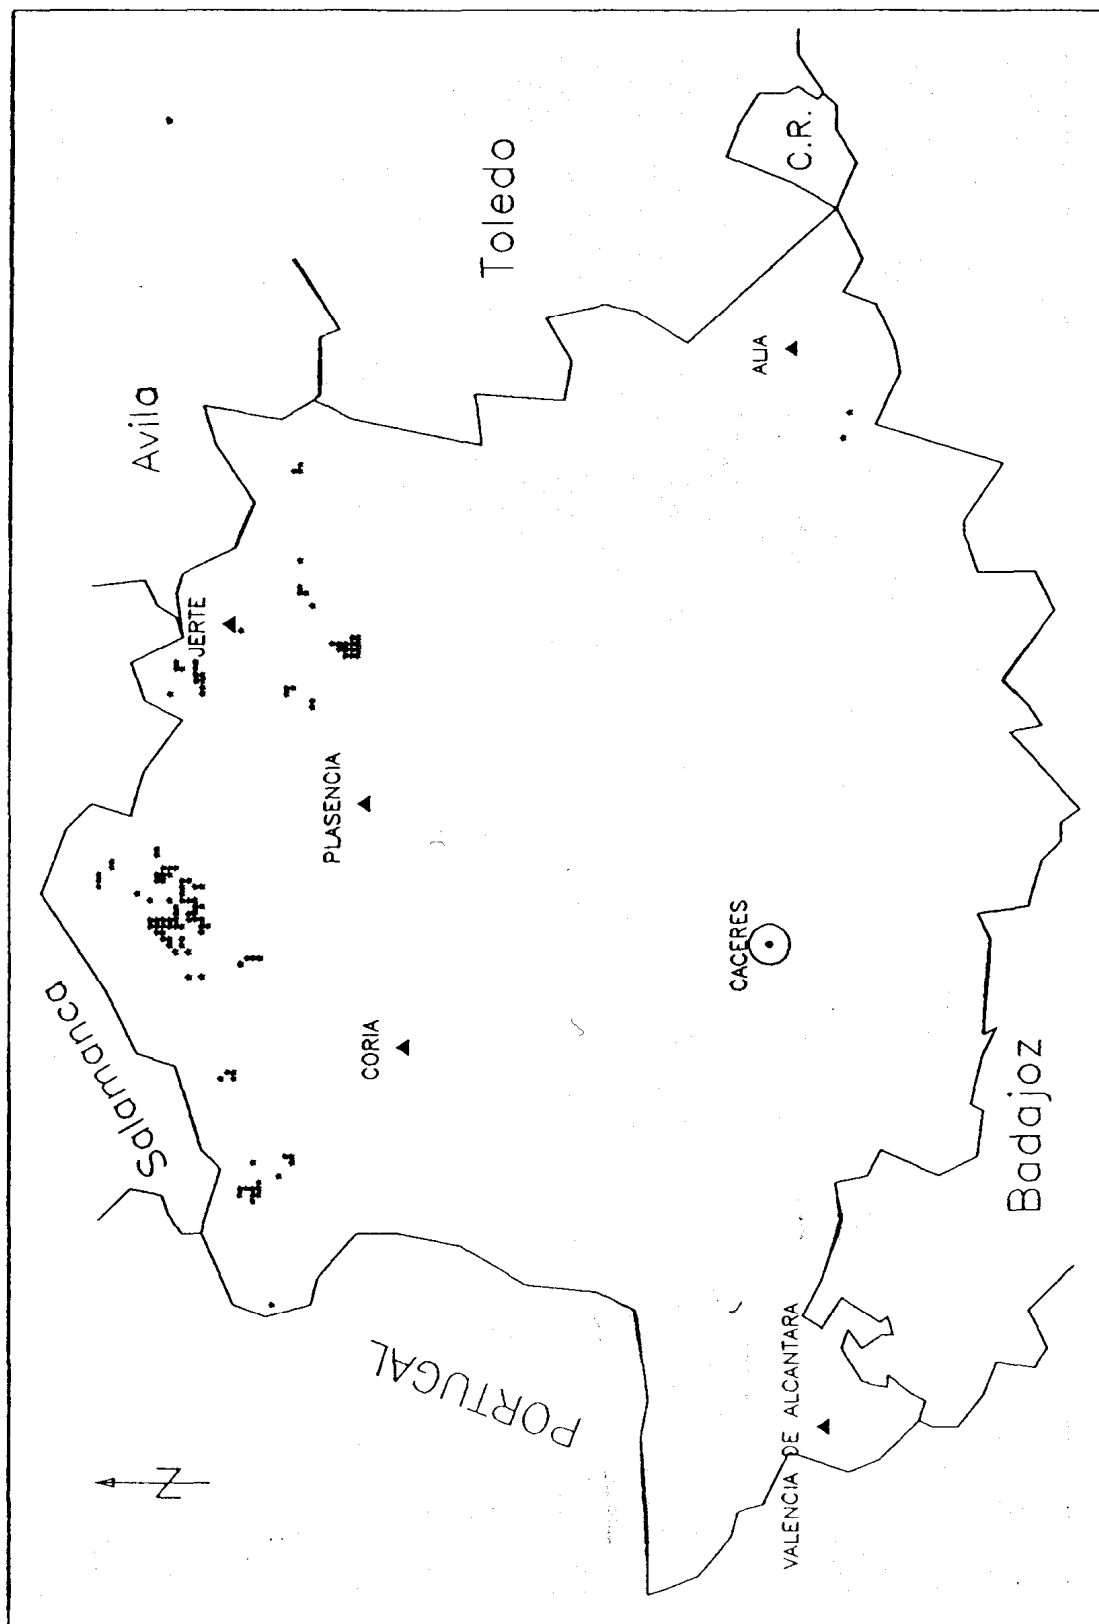 Salamanca
Avila
JERTE
N
PLASENCIA
CORIA
PORTUGAL
Toledo
CACERES
ALIA
C.R.
VALENCIA DE ALCANTARA
Badajoz